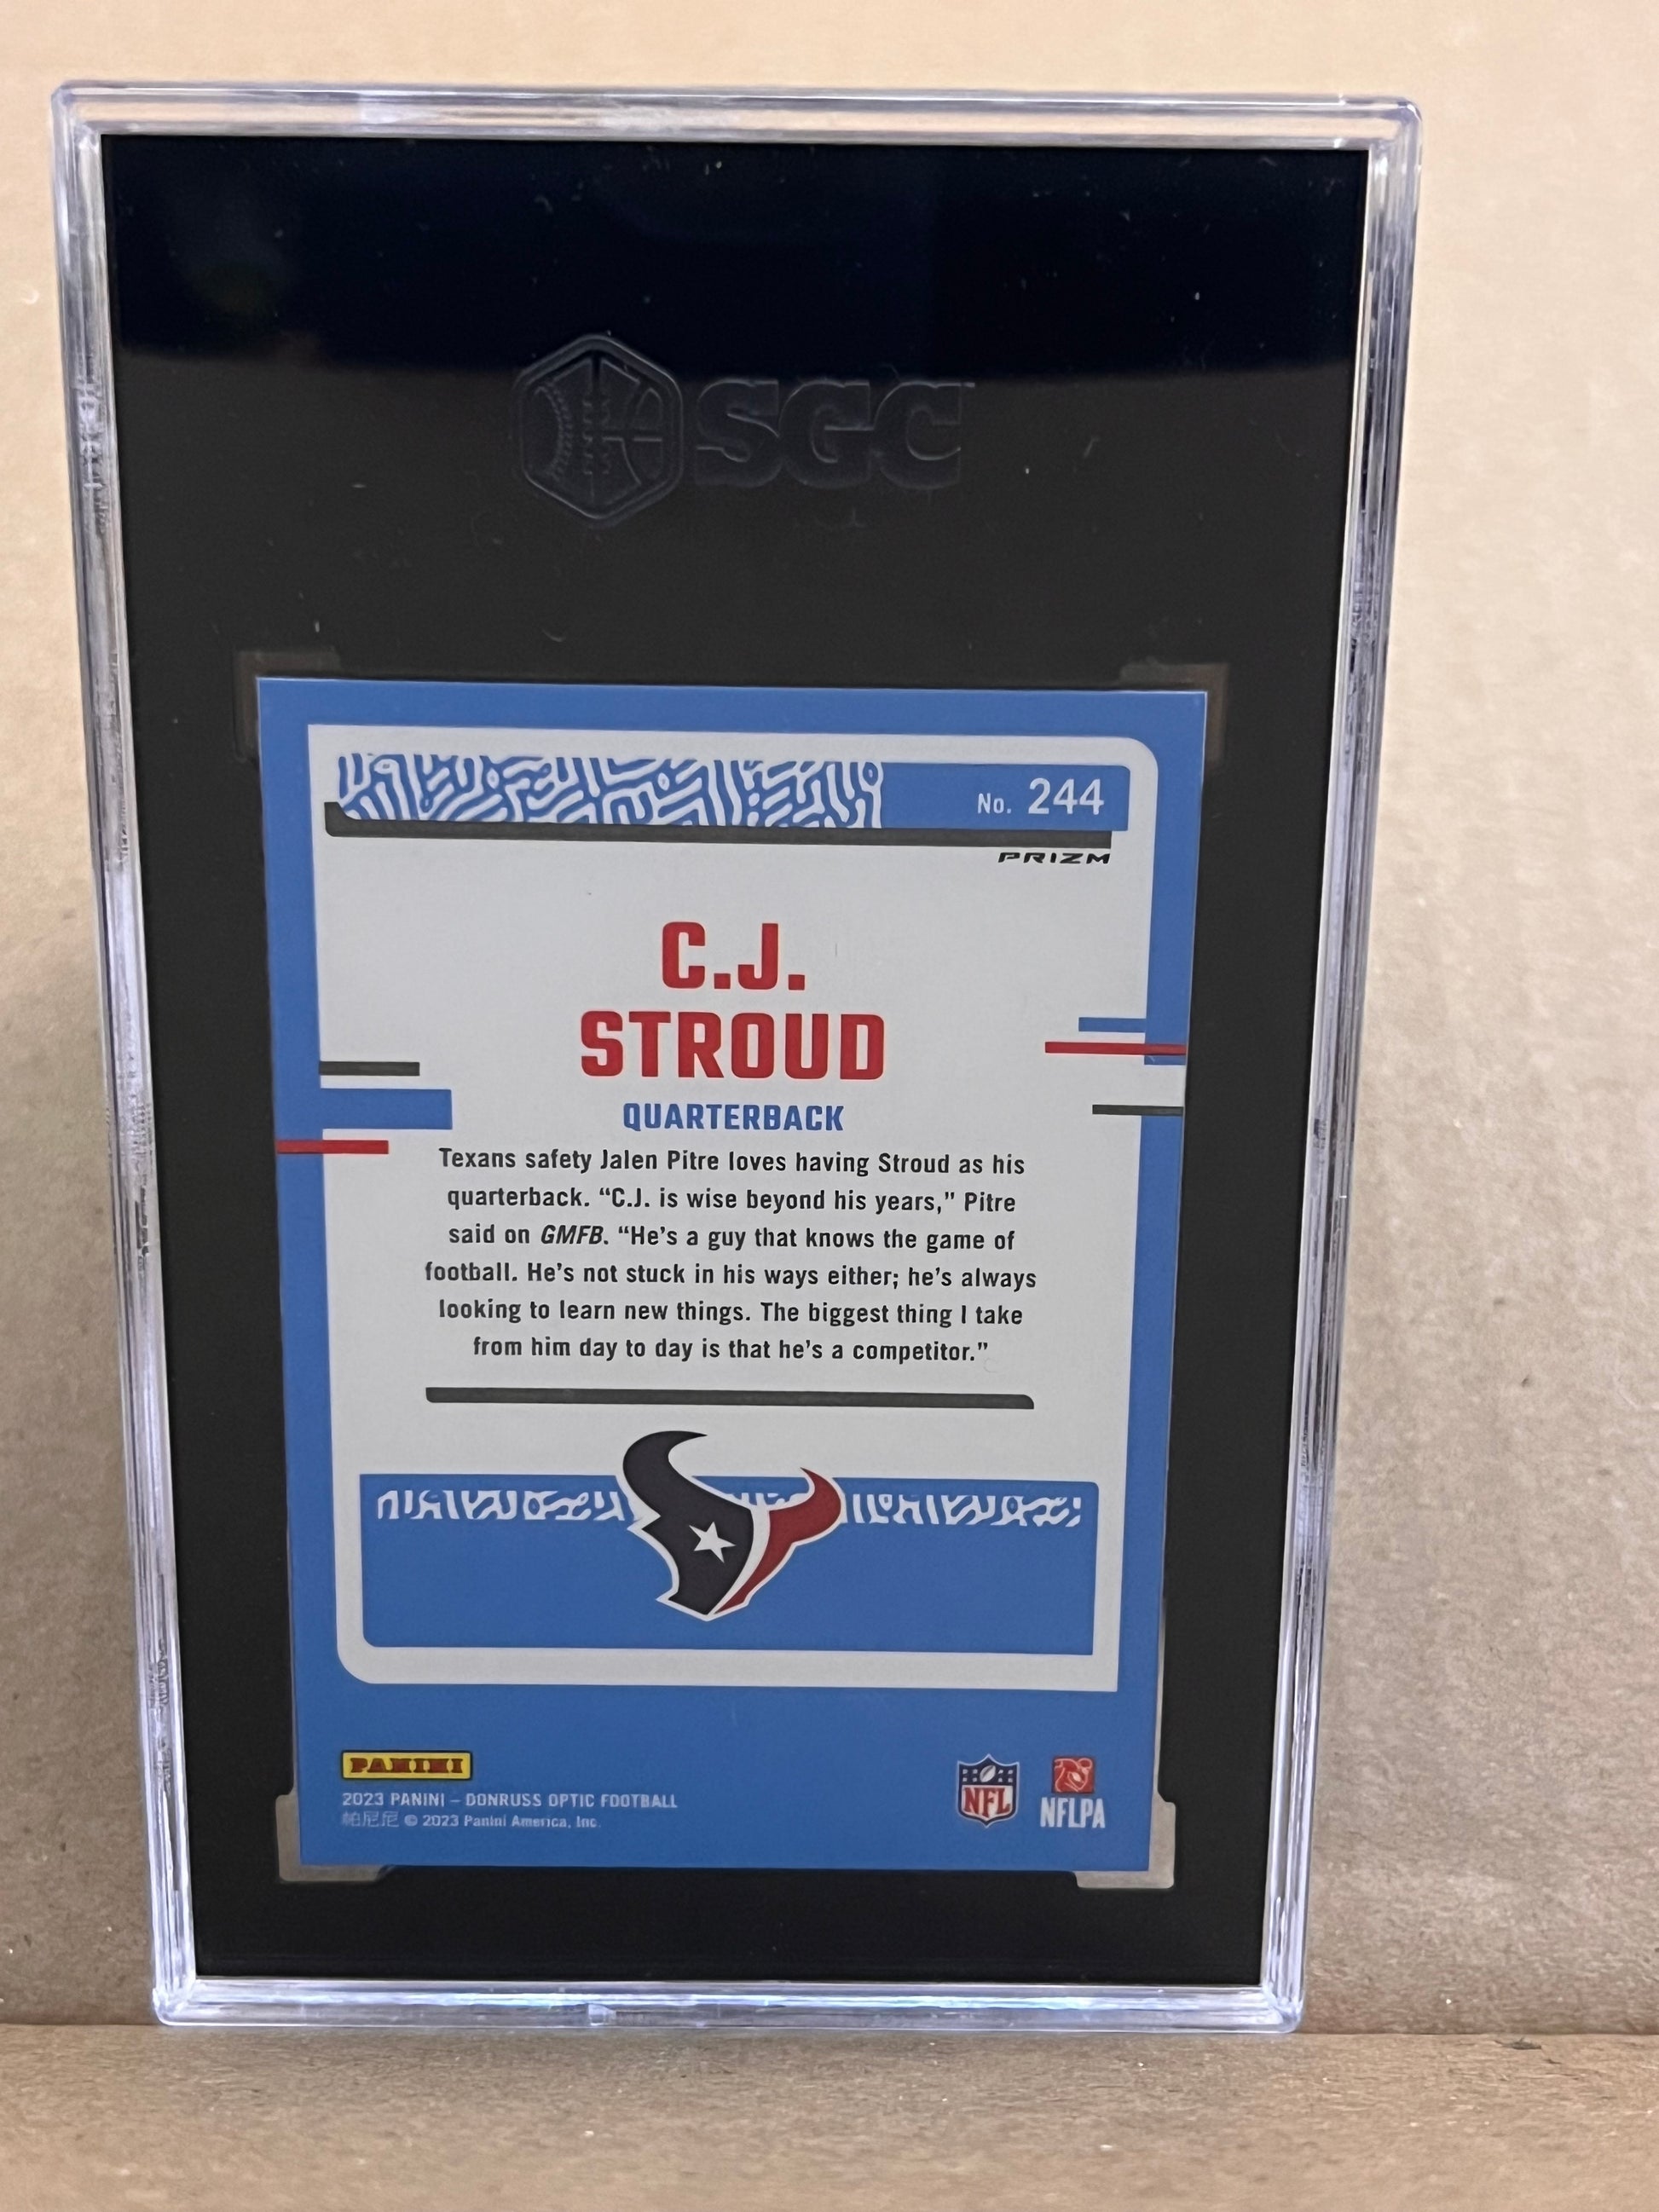 SGC
No. 244
PRIZM
C.J.
STROUD
QUARTERBACK
Texans safety Jalen Pitre loves having Stroud as his
quarterback. “C.J. is wise beyond his years,” Pitre
said on GMFB. “He’s a guy that knows the game of
football. He’s not stuck in his ways either; he’s always
looking to learn new things. The biggest thing I take
from him day to day is that he’s a competitor.”
PANINI
2023 PANINI – DONRUSS OPTIC FOOTBALL
帕尼尼 © 2023 Panini America, Inc.
NFL
NFLPA